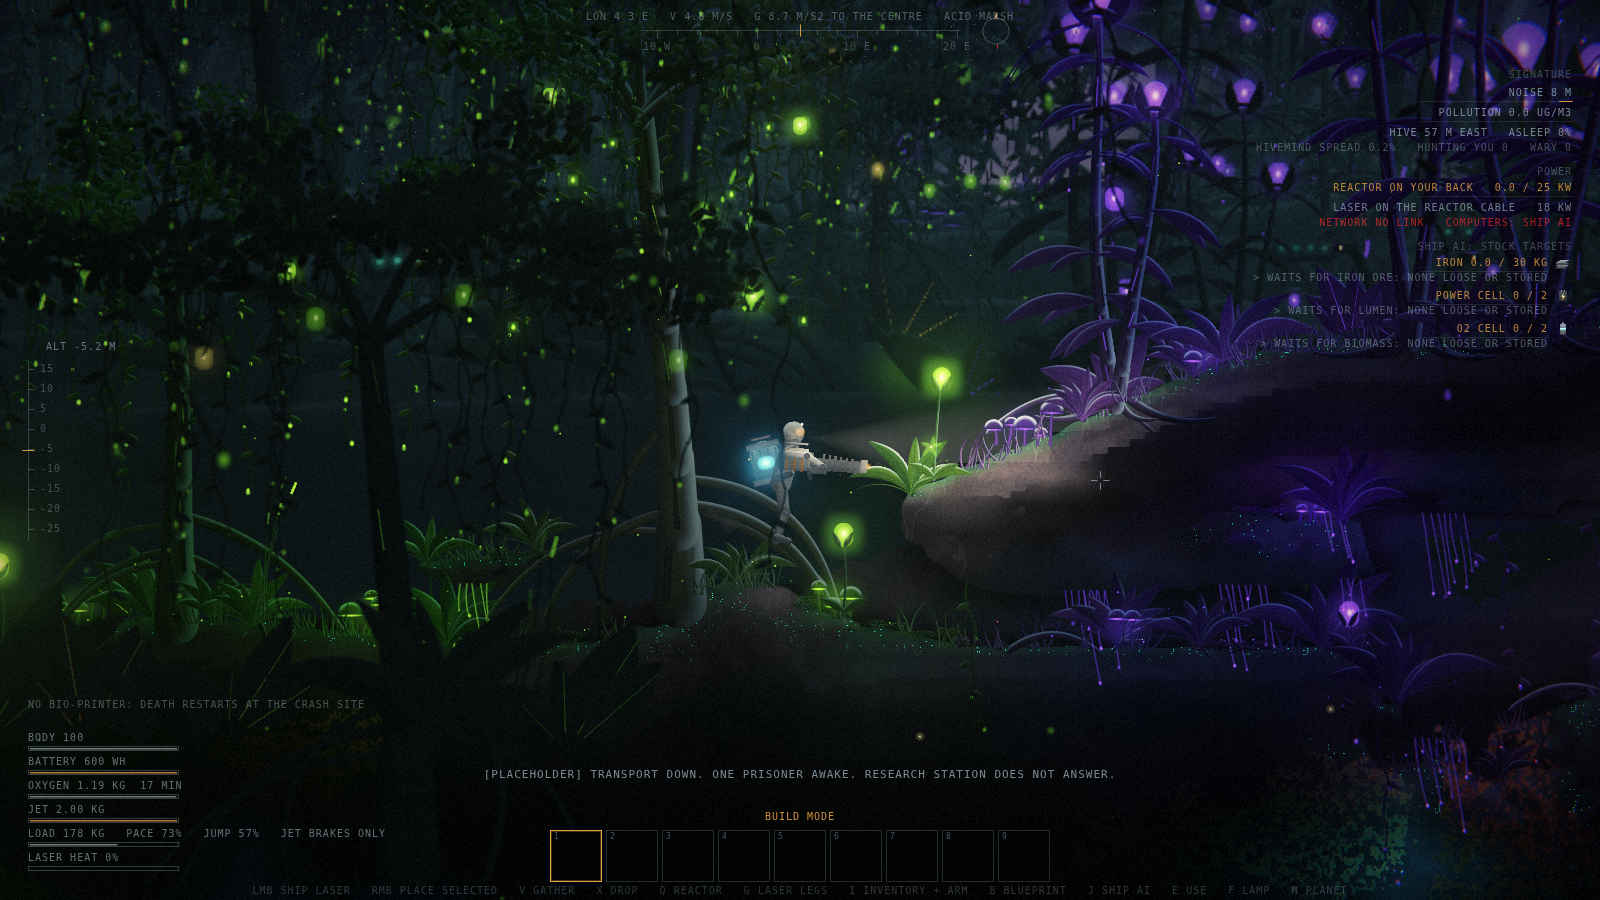 LON 4.3 E   V 4.8 M/S   G 8.7 M/S2 TO THE CENTRE   ACID MARSH
10 W   0   10 E   20 E
SIGNATURE
NOISE 8 M
POLLUTION 0.0 UG/M3
HIVE 57 M EAST   ASLEEP 0%
HIVEMIND SPREAD 0.2%   HUNTING YOU 0   WARY 0
POWER
REACTOR ON YOUR BACK   0.0 / 25 KW
LASER ON THE REACTOR CABLE   18 KW
NETWORK NO LINK   COMPUTERS: SHIP AI
SHIP AI: STOCK TARGETS
IRON 0.0 / 30 KG
> WAITS FOR IRON ORE: NONE LOOSE OR STORED
POWER CELL 0 / 2
> WAITS FOR LUMEN: NONE LOOSE OR STORED
O2 CELL 0 / 2
> WAITS FOR BIOMASS: NONE LOOSE OR STORED
ALT -5.2 M
15
10
5
0
-5
-10
-15
-20
-25
NO BIO-PRINTER: DEATH RESTARTS AT THE CRASH SITE
BODY 100
BATTERY 600 WH
OXYGEN 1.19 KG  17 MIN
JET 2.00 KG
LOAD 178 KG   PACE 73%   JUMP 57%   JET BRAKES ONLY
LASER HEAT 0%
[PLACEHOLDER] TRANSPORT DOWN. ONE PRISONER AWAKE. RESEARCH STATION DOES NOT ANSWER.
BUILD MODE
1 2 3 4 5 6 7 8 9
LMB SHIP LASER   RMB PLACE SELECTED   V GATHER   X DROP   Q REACTOR   G LASER LEGS   I INVENTORY + ARM   B BLUEPRINT   J SHIP AI   E USE   F LAMP   M PLANET